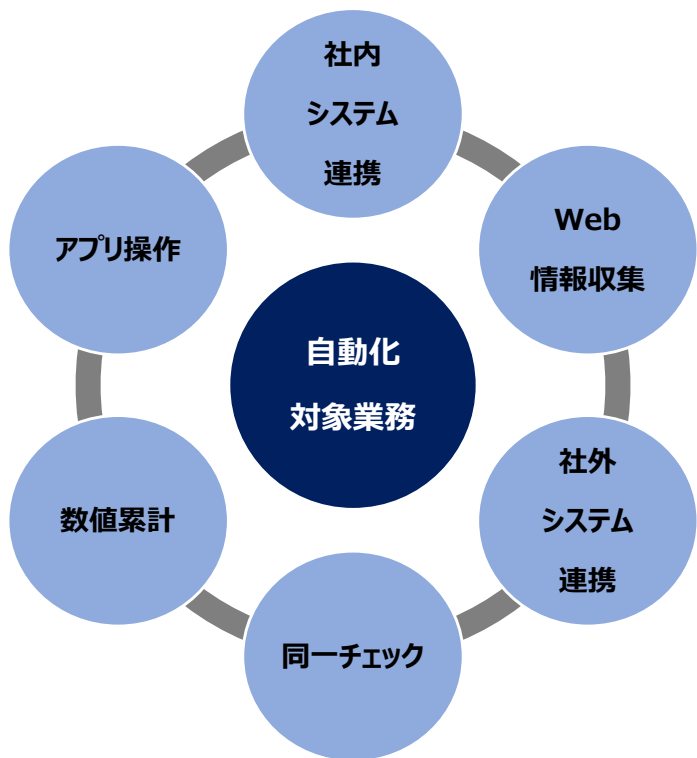 社内
システム
連携
Web
情報収集
アプリ操作
自動化
対象業務
社外
システム
連携
数値累計
同一チェック